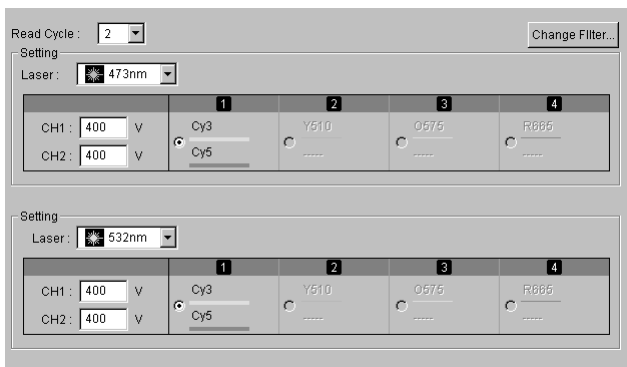 Read Cycle : 2 Change FIlter...
Setting
Laser : 473nm
1 2 3 4
CH1 : 400 V Cy3 Y510 O575 R665
CH2 : 400 V Cy5 ----- ----- -----
Setting
Laser : 532nm
1 2 3 4
CH1 : 400 V Cy3 Y510 O575 R665
CH2 : 400 V Cy5 ----- ----- -----